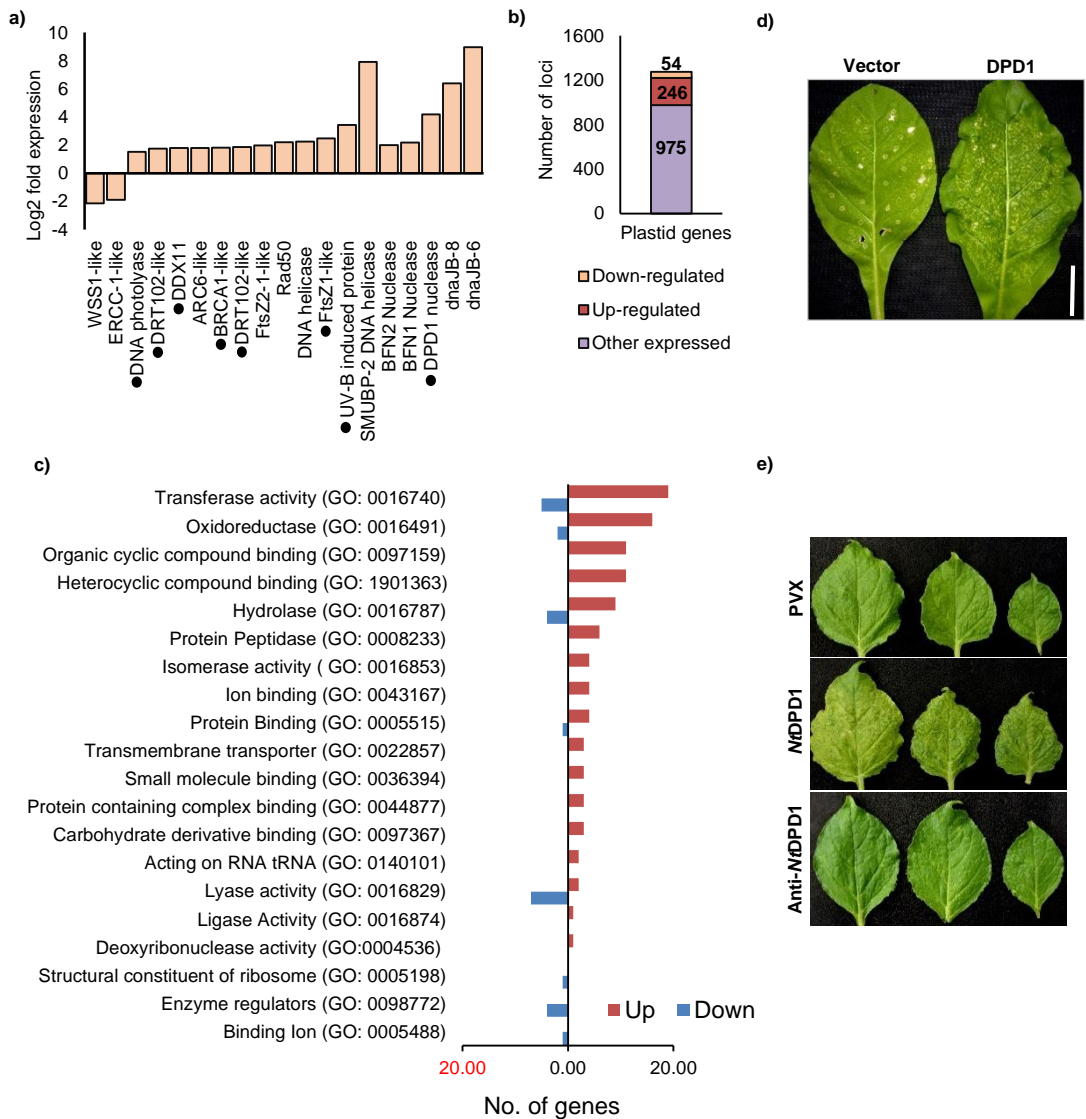 a)
Log2 fold expression
10
8
6
4
2
0
-2
-4
WSS1-like
ERCC-1-like
●DNA photolyase
●DRT102-like
●DDX11
ARC6-like
●BRCA1-like
●DRT102-like
FtsZ2-1-like
Rad50
DNA helicase
●FtsZ1-like
●UV-B induced protein
SMUBP-2 DNA helicase
BFN2 Nuclease
BFN1 Nuclease
●DPD1 nuclease
dnaJB-8
dnaJB-6
b)
Number of loci
1600
1200
800
400
0
54
246
975
Plastid genes
Down-regulated
Up-regulated
Other expressed
d)
Vector DPD1
c)
Transferase activity (GO: 0016740)
Oxidoreductase (GO: 0016491)
Organic cyclic compound binding (GO: 0097159)
Heterocyclic compound binding (GO: 1901363)
Hydrolase (GO: 0016787)
Protein Peptidase (GO: 0008233)
Isomerase activity ( GO: 0016853)
Ion binding (GO: 0043167)
Protein Binding (GO: 0005515)
Transmembrane transporter (GO: 0022857)
Small molecule binding (GO: 0036394)
Protein containing complex binding (GO: 0044877)
Carbohydrate derivative binding (GO: 0097367)
Acting on RNA tRNA (GO: 0140101)
Lyase activity (GO: 0016829)
Ligase Activity (GO: 0016874)
Deoxyribonuclease activity (GO:0004536)
Structural constituent of ribosome (GO: 0005198)
Enzyme regulators (GO: 0098772)
Binding Ion (GO: 0005488)
Up Down
20.00 0.00 20.00
No. of genes
e)
PVX
NtDPD1
Anti-NtDPD1